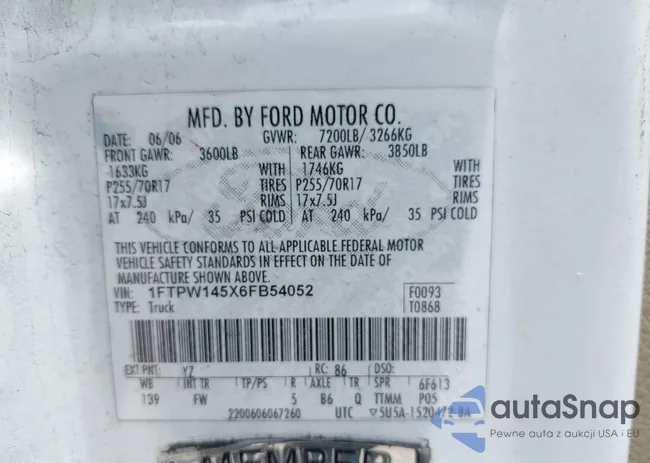 MFD. BY FORD MOTOR CO.
DATE: 06/06 GVWR: 7200LB/ 3266KG
FRONT GAWR: 3600LB REAR GAWR: 3850LB
1633KG WITH 1746KG WITH
P255/70R17 TIRES P255/70R17 TIRES
17x7.5J RIMS 17x7.5J RIMS
AT 240 kPa/ 35 PSI COLD AT 240 kPa/ 35 PSI COLD
THIS VEHICLE CONFORMS TO ALL APPLICABLE FEDERAL MOTOR
VEHICLE SAFETY STANDARDS IN EFFECT ON THE DATE OF
MANUFACTURE SHOWN ABOVE.
VIN: 1FTPW145X6FB54052 F0093
TYPE: Truck T0868
EXT PNT: YZ RC: 86 DSO:
WB INT TR TP/PS R AXLE TR SPR 6F613
139 FW 5 B6 Q TTMM P05
2200606067260 UTC
MEMBER
autoSnap
Pewne auta z aukcji USA i EU